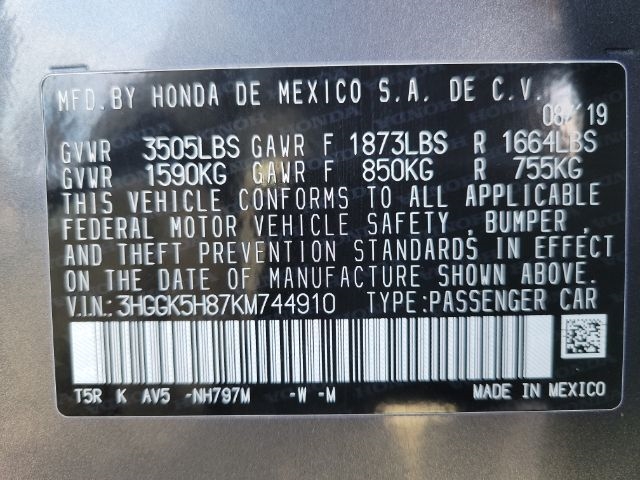 MFD. BY HONDA DE MEXICO S.A. DE C.V.
08/19
GVWR 3505LBS GAWR F 1873LBS R 1664LBS
GVWR 1590KG GAWR F 850KG R 755KG
THIS VEHICLE CONFORMS TO ALL APPLICABLE
FEDERAL MOTOR VEHICLE SAFETY, BUMPER,
AND THEFT PREVENTION STANDARDS IN EFFECT
ON THE DATE OF MANUFACTURE SHOWN ABOVE.
V.I.N.:3HGGK5H87KM744910 TYPE:PASSENGER CAR
T5R K AV5 -NH797M -W -M MADE IN MEXICO